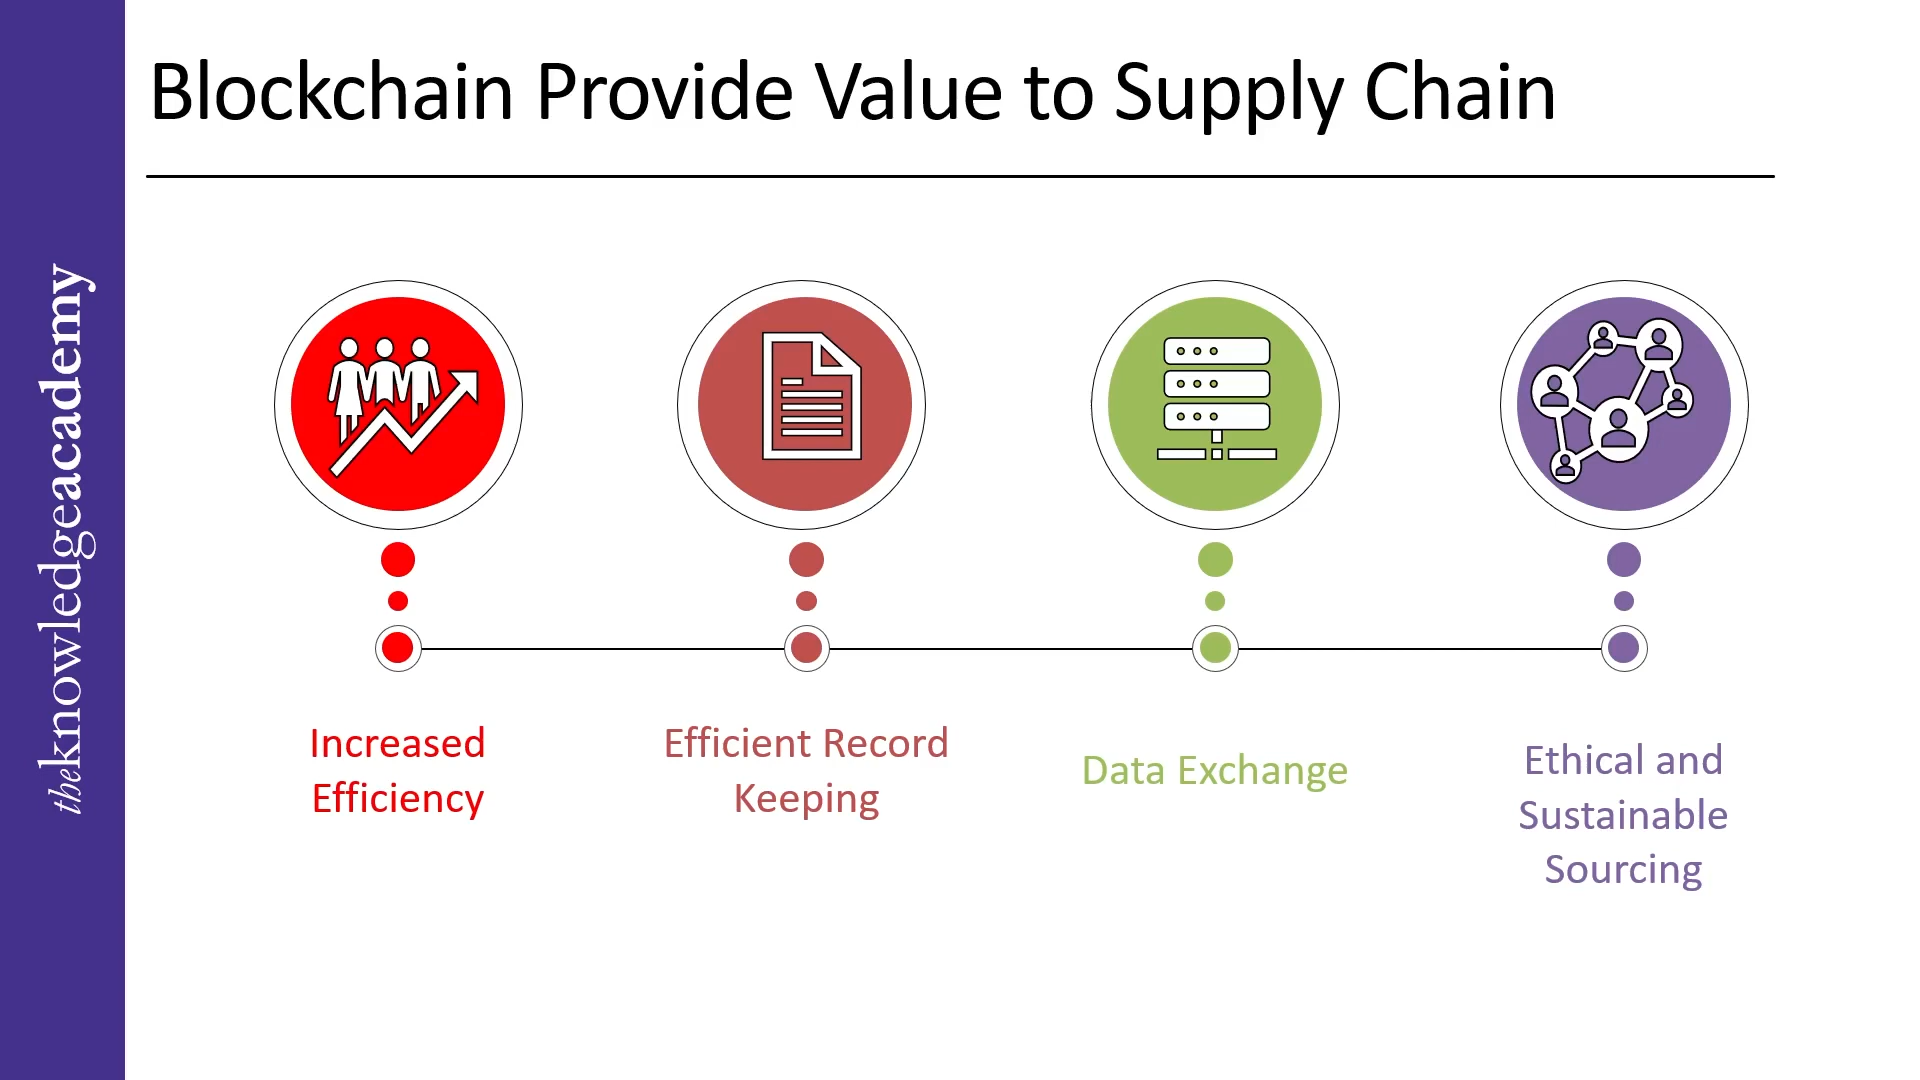 Blockchain Provide Value to Supply Chain
theknowledgeacademy
Increased
Efficiency
Efficient Record
Keeping
Data Exchange
Ethical and
Sustainable
Sourcing